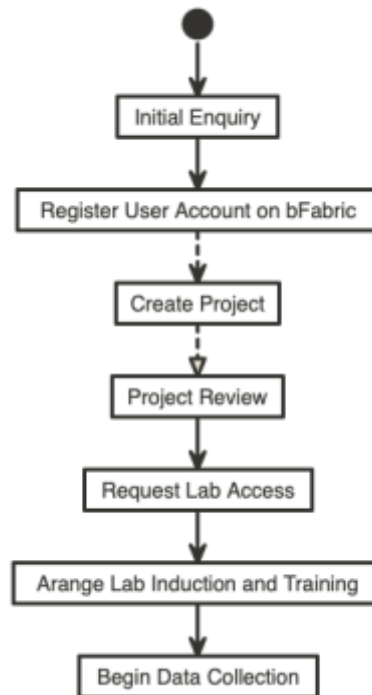 Initial Enquiry
Register User Account on bFabric
Create Project
Project Review
Request Lab Access
Arange Lab Induction and Training
Begin Data Collection